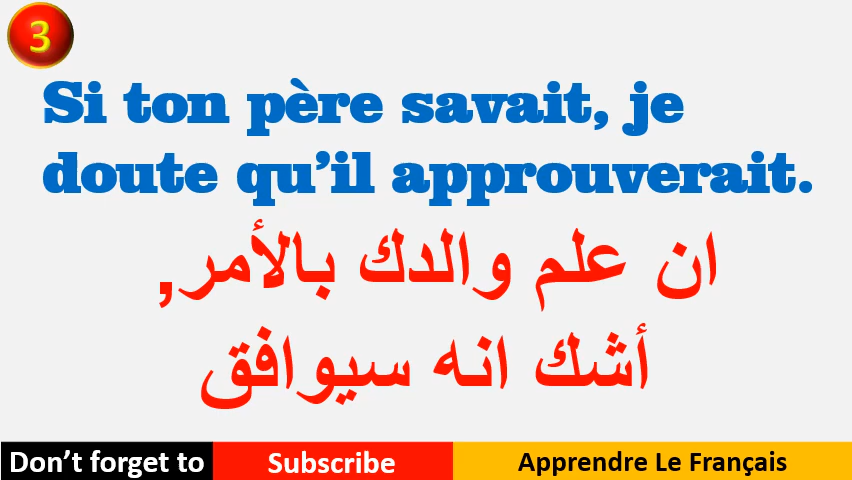 3
Si ton père savait, je
doute qu’il approuverait.
ان علم والدك بالأمر,
أشك انه سيوافق
Don’t forget to Subscribe Apprendre Le Français